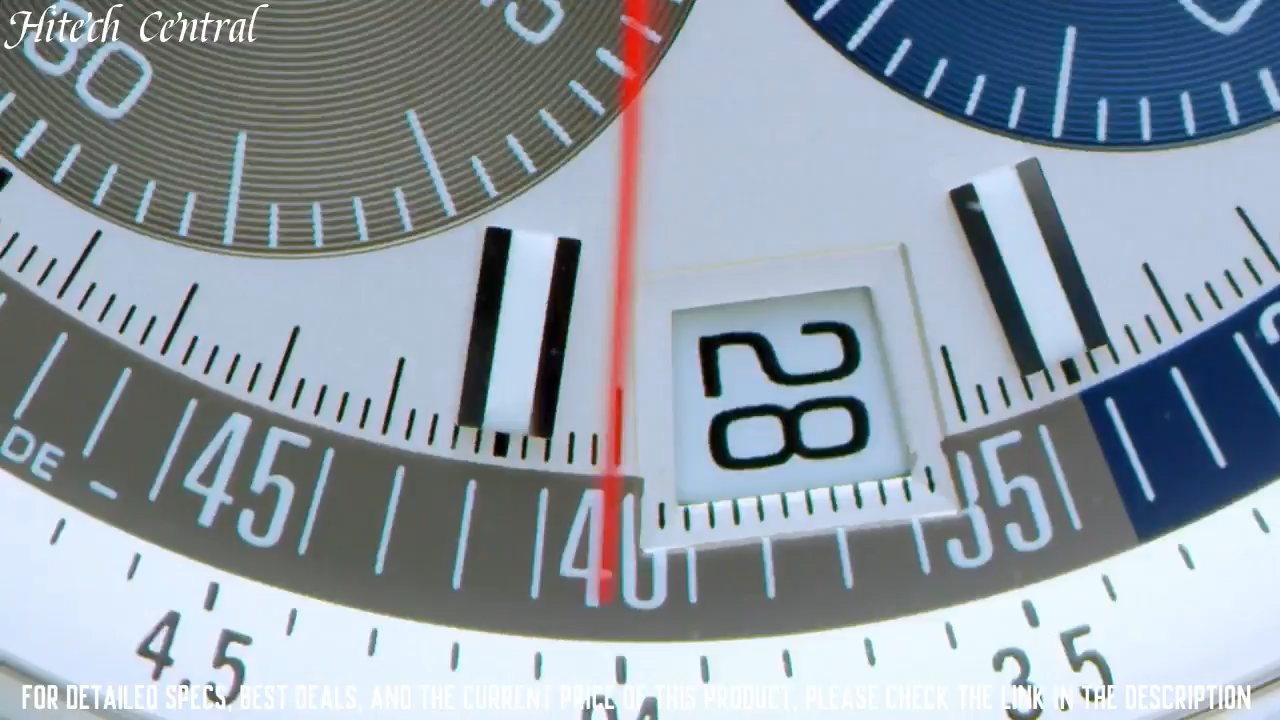 Hitech Central
30
28
45
40
35
DE
4.5
3.5
FOR DETAILED SPECS, BEST DEALS, AND THE CURRENT PRICE OF THIS PRODUCT, PLEASE CHECK THE LINK IN THE DESCRIPTION